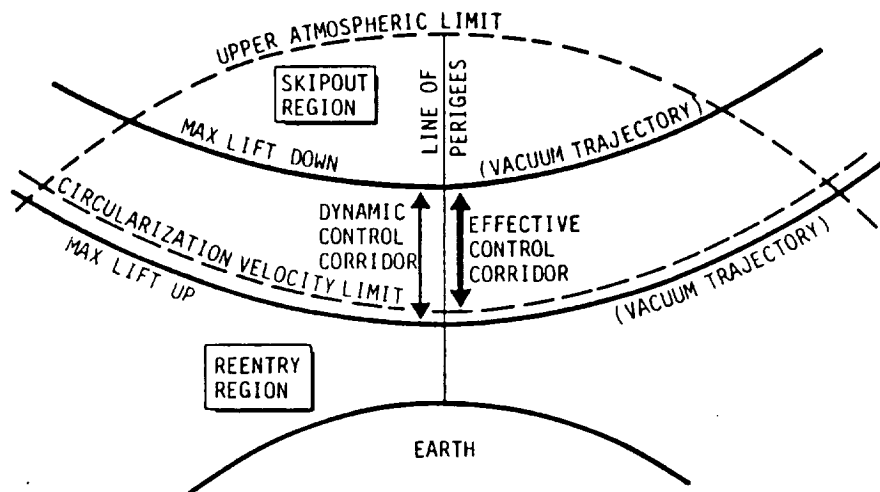 UPPER ATMOSPHERIC LIMIT
SKIPOUT
REGION
LINE OF
PERIGEES
MAX LIFT DOWN
(VACUUM TRAJECTORY)
CIRCULARIZATION VELOCITY LIMIT
MAX LIFT UP
DYNAMIC
CONTROL
CORRIDOR
EFFECTIVE
CONTROL
CORRIDOR
(VACUUM TRAJECTORY)
REENTRY
REGION
EARTH